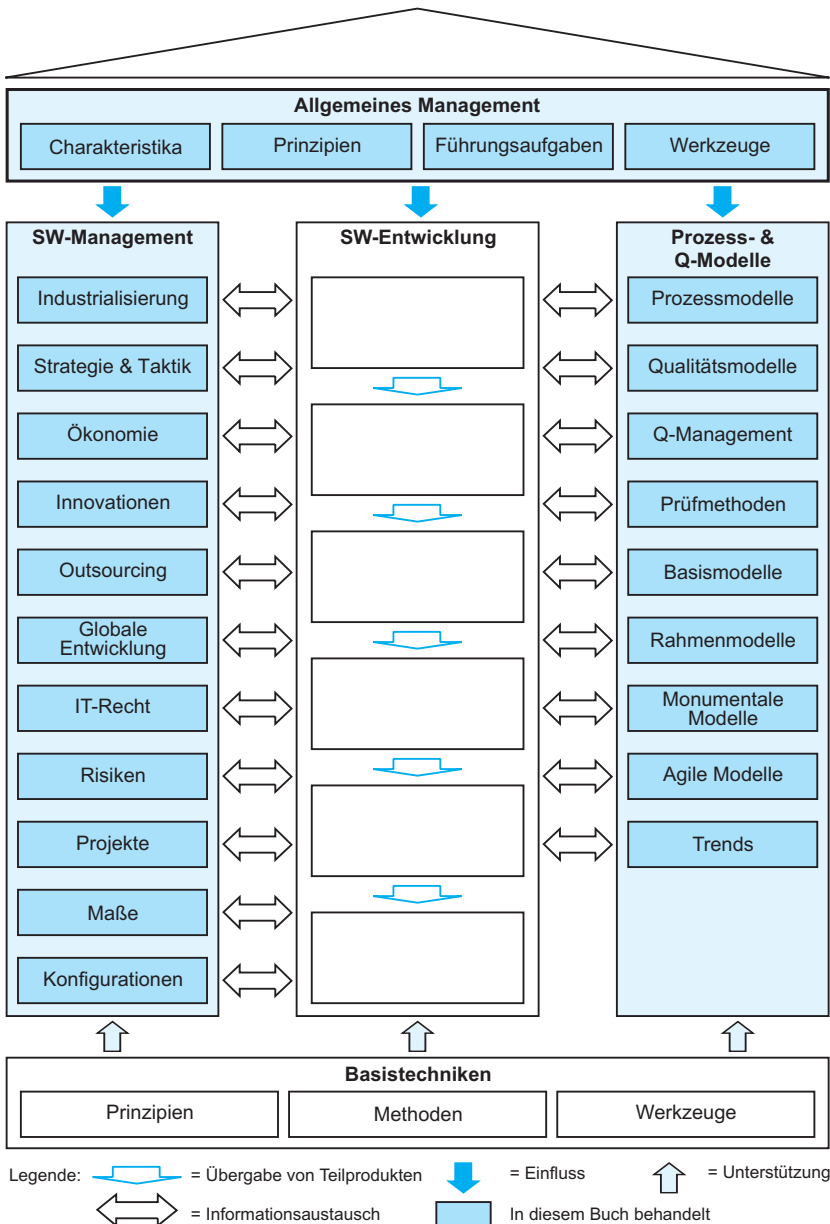 Allgemeines Management
Charakteristika
Prinzipien
Führungsaufgaben
Werkzeuge
SW-Management
Industrialisierung
Strategie & Taktik
Ökonomie
Innovationen
Outsourcing
Globale
Entwicklung
IT-Recht
Risiken
Projekte
Maße
Konfigurationen
SW-Entwicklung
Prozess- &
Q-Modelle
Prozessmodelle
Qualitätsmodelle
Q-Management
Prüfmethoden
Basismodelle
Rahmenmodelle
Monumentale
Modelle
Agile Modelle
Trends
Basistechniken
Prinzipien
Methoden
Werkzeuge
Legende:
= Übergabe von Teilprodukten
= Einfluss
= Unterstützung
= Informationsaustausch
In diesem Buch behandelt